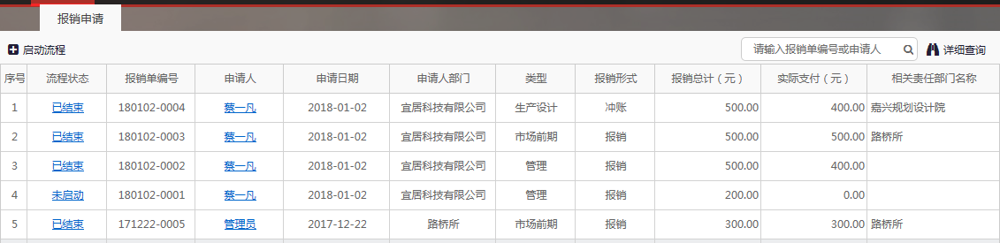 报销申请
启动流程
请输入报销单编号或申请人
详细查询
序号 流程状态 报销单编号 申请人 申请日期 申请人部门 类型 报销形式 报销总计（元） 实际支付（元） 相关责任部门名称
1 已结束 180102-0004 蔡一凡 2018-01-02 宜居科技有限公司 生产设计 冲账 500.00 400.00 嘉兴规划设计院
2 已结束 180102-0003 蔡一凡 2018-01-02 宜居科技有限公司 市场前期 报销 500.00 500.00 路桥所
3 已结束 180102-0002 蔡一凡 2018-01-02 宜居科技有限公司 管理 报销 500.00 400.00
4 未启动 180102-0001 蔡一凡 2018-01-02 宜居科技有限公司 管理 报销 200.00 0.00
5 已结束 171222-0005 管理员 2017-12-22 路桥所 市场前期 报销 300.00 300.00 路桥所